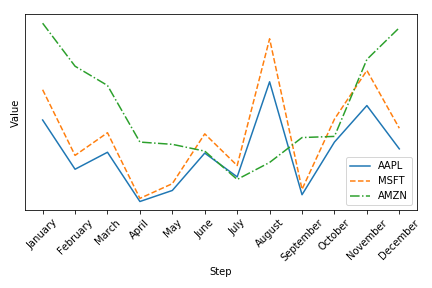 Value
AAPL
MSFT
AMZN
January
February
March
April
May
June
July
August
September
October
November
December
Step